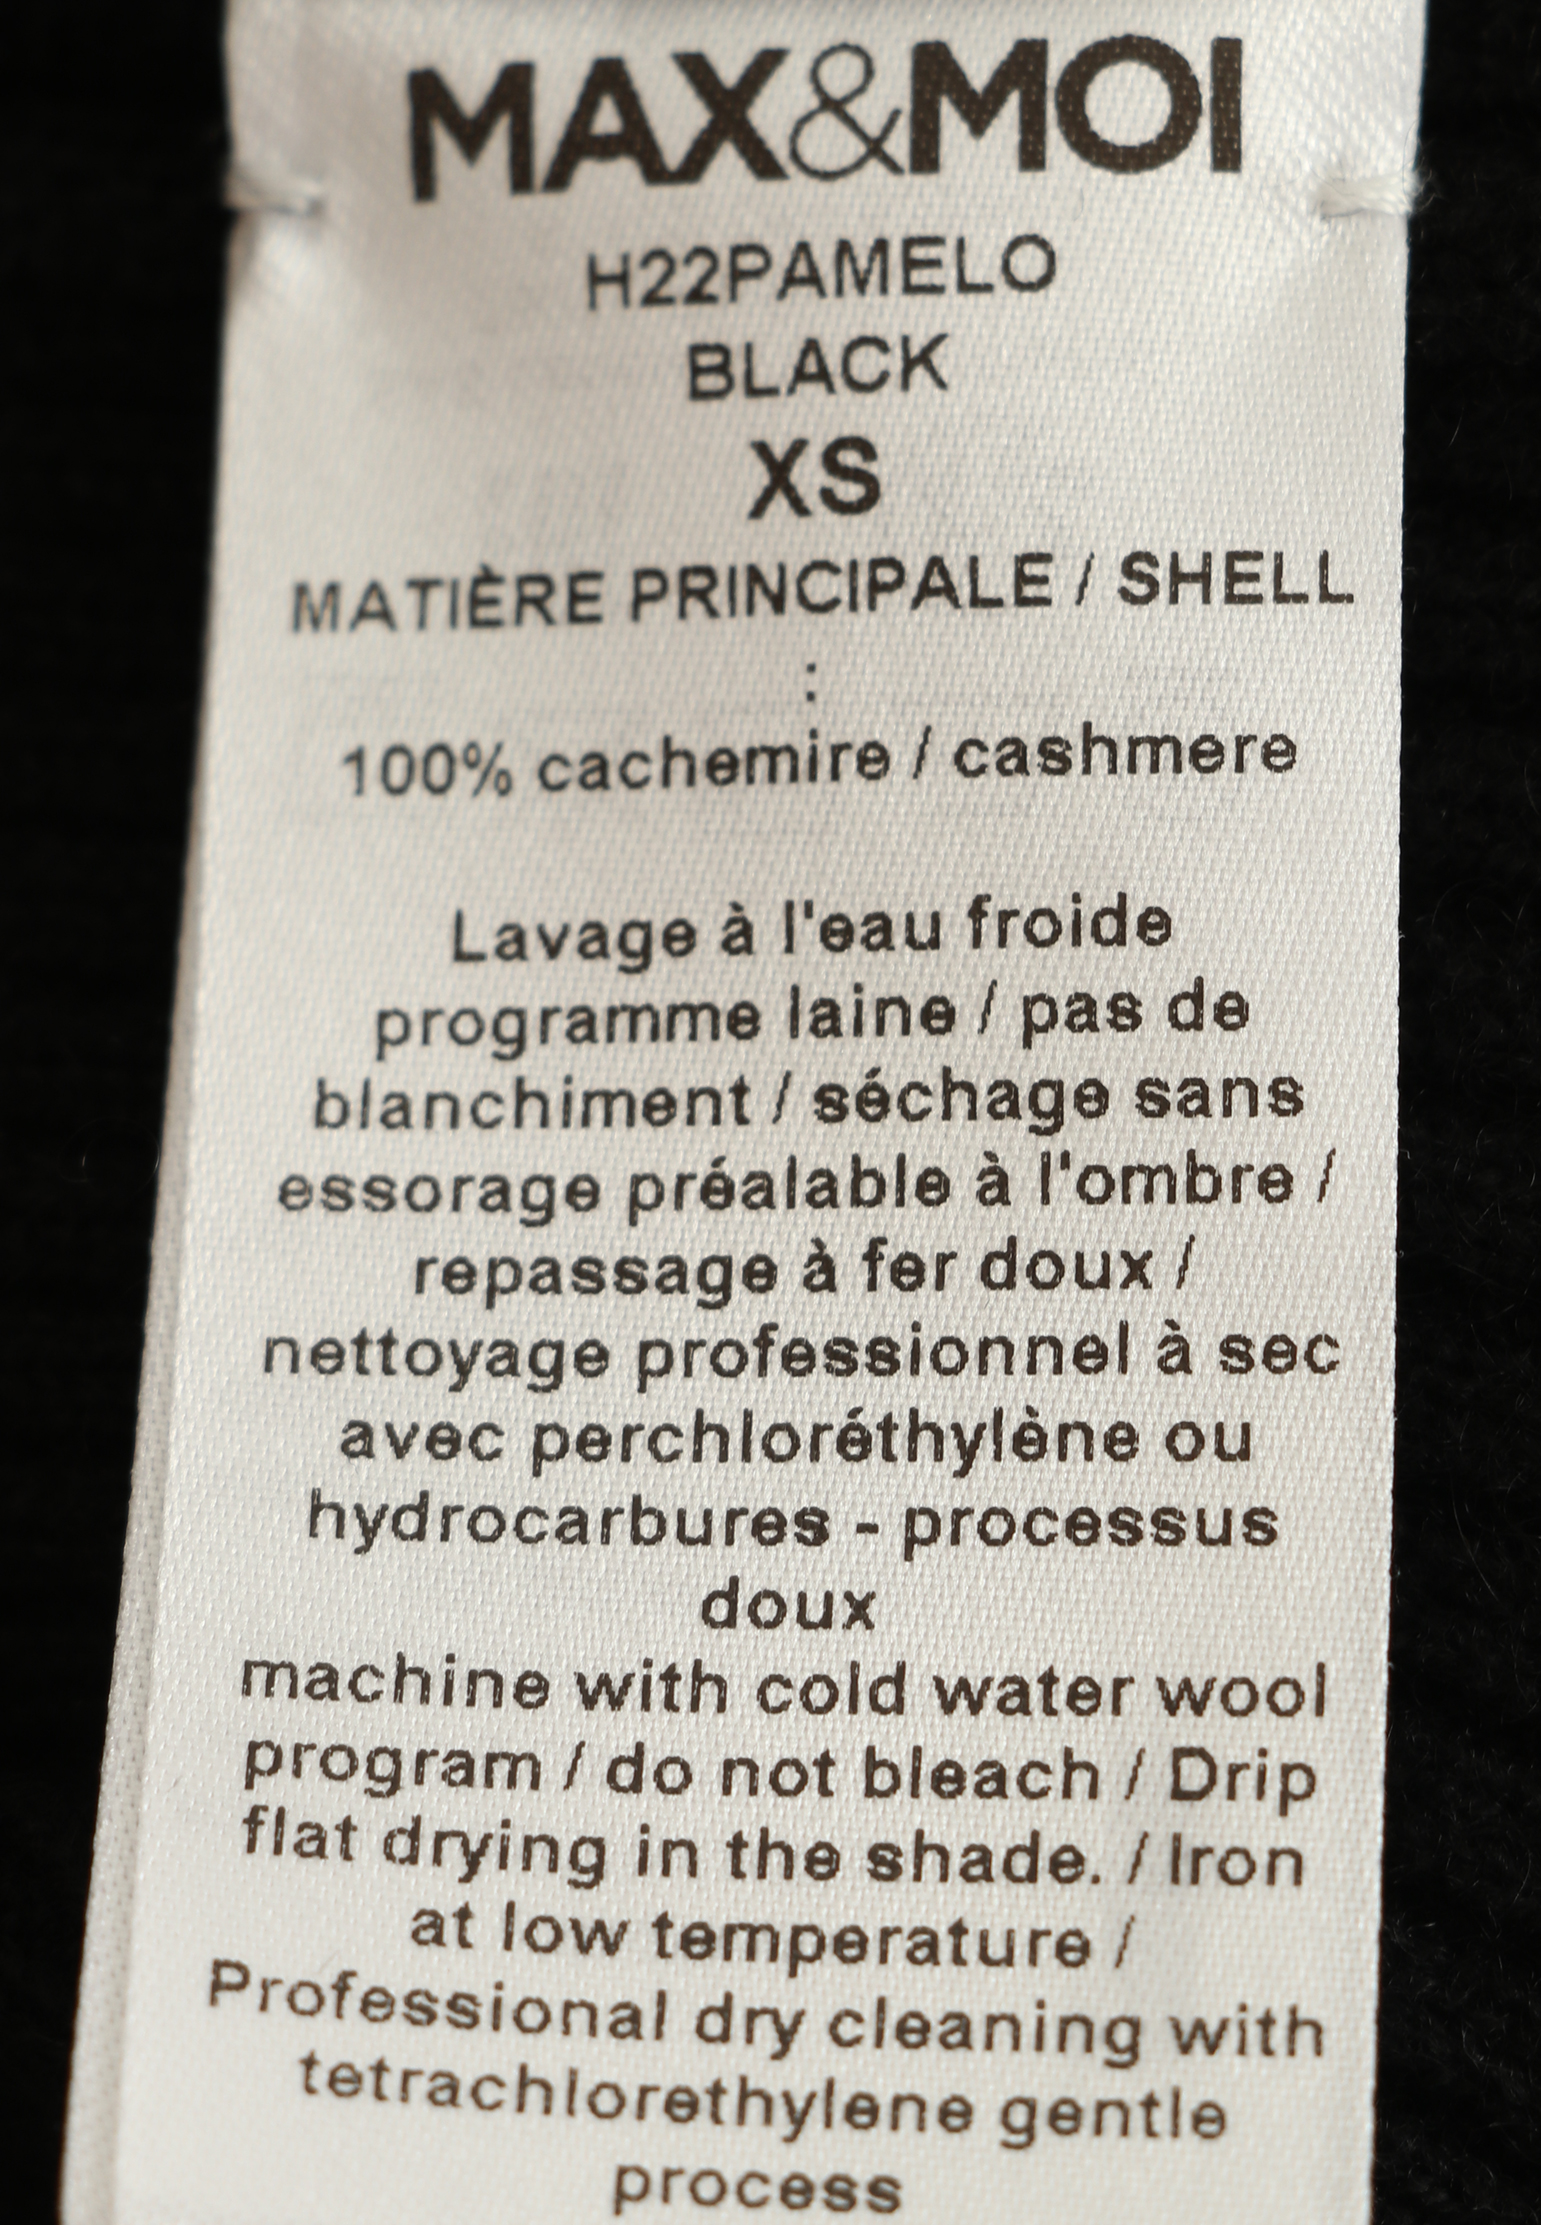 MAX&MOI
H22PAMELO
BLACK
XS
MATIÈRE PRINCIPALE / SHELL
:
100% cachemire / cashmere
Lavage à l'eau froide
programme laine / pas de
blanchiment / séchage sans
essorage préalable à l'ombre /
repassage à fer doux /
nettoyage professionnel à sec
avec perchloréthylène ou
hydrocarbures - processus
doux
machine with cold water wool
program / do not bleach / Drip
flat drying in the shade. / Iron
at low temperature /
Professional dry cleaning with
tetrachlorethylene gentle
process